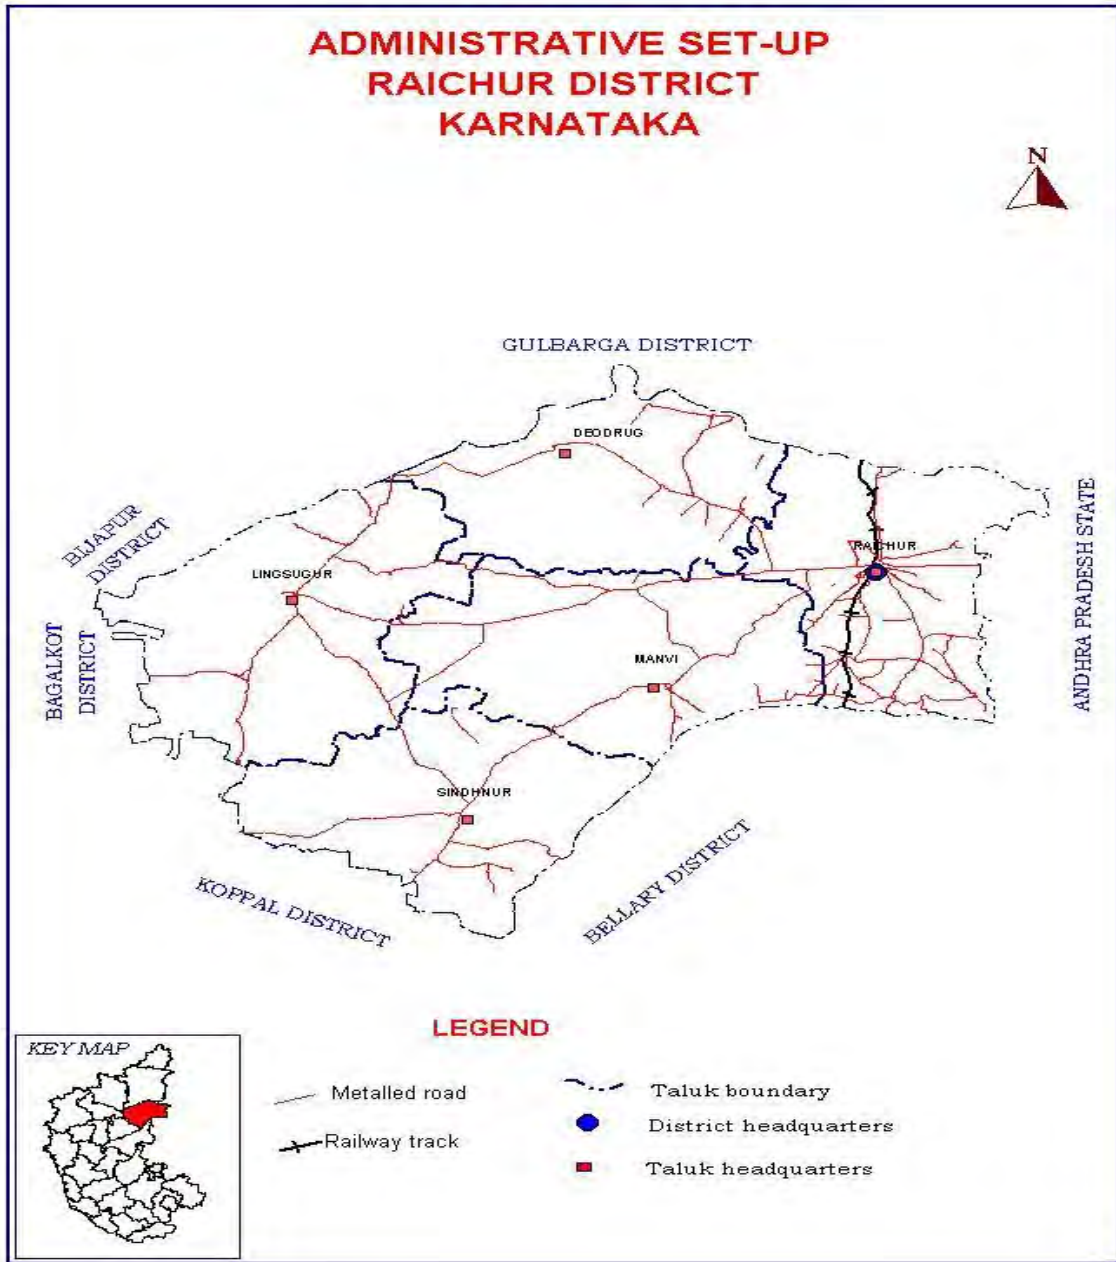 ADMINISTRATIVE SET-UP
RAICHUR DISTRICT
KARNATAKA
N
GULBARGA DISTRICT
DEODRUG
BIJAPUR
DISTRICT
ANDHRA PRADESH STATE
RAICHUR
LINGSUGUR
BAGALKOT
DISTRICT
MANVI
SINDHNUR
KOPPAL DISTRICT
BELLARY DISTRICT
LEGEND
KEY MAP
Metalled road
Taluk boundary
District headquarters
Railway track
Taluk headquarters